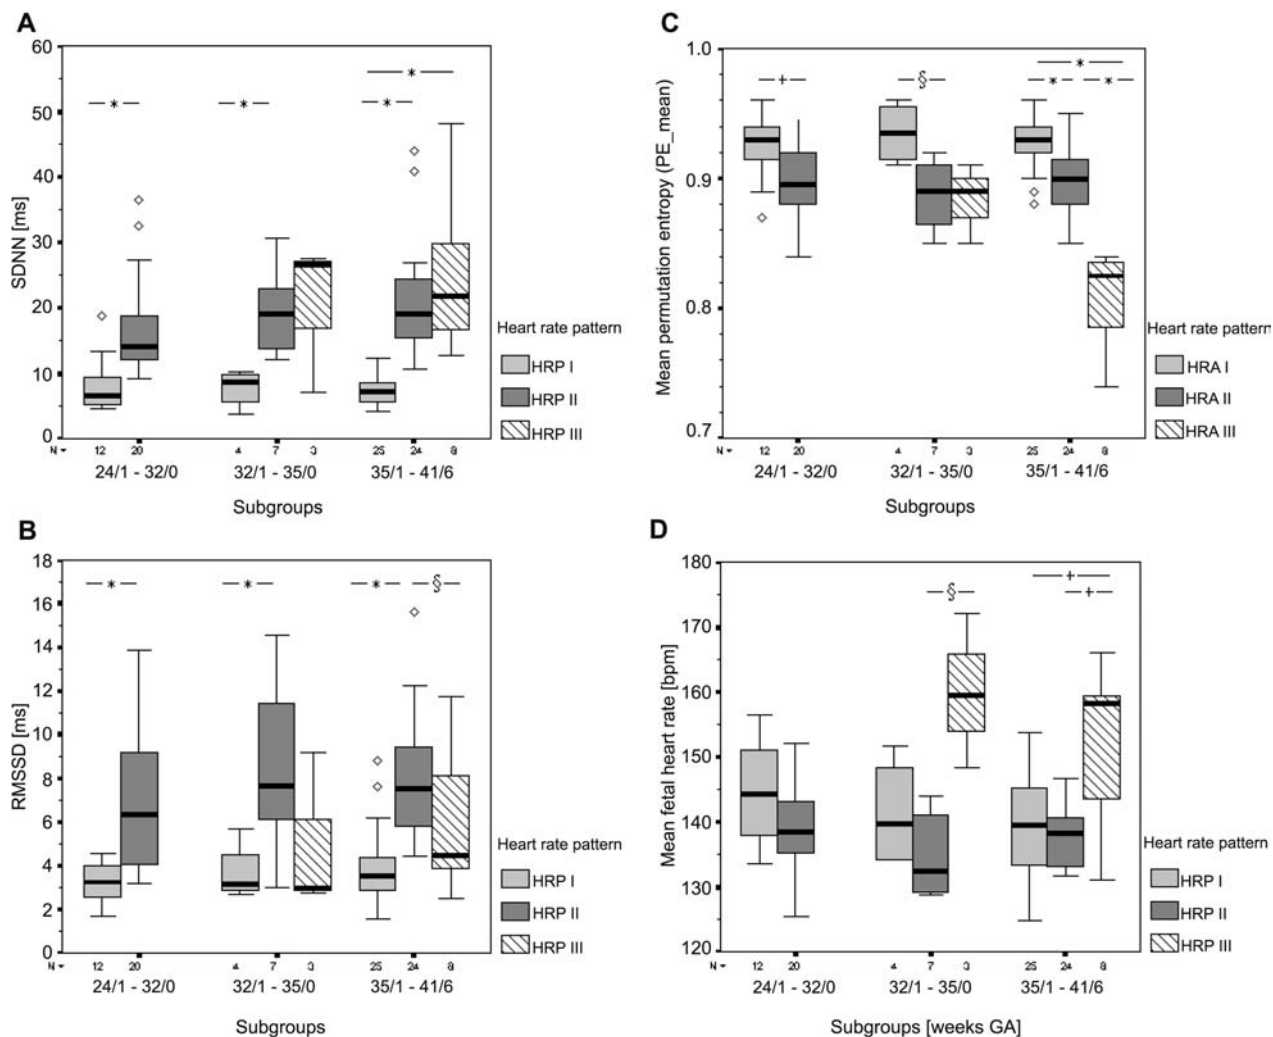 A
SDNN [ms]
60
50
40
30
20
10
0
* * * *
N 12 20 4 7 3 25 24 8
24/1 - 32/0 32/1 - 35/0 35/1 - 41/6
Subgroups
Heart rate pattern
HRP I
HRP II
HRP III
B
RMSSD [ms]
18
16
14
12
10
8
6
4
2
0
* * * §
N 12 20 4 7 3 25 24 8
24/1 - 32/0 32/1 - 35/0 35/1 - 41/6
Subgroups
Heart rate pattern
HRP I
HRP II
HRP III
C
Mean permutation entropy (PE_mean)
1.0
0.9
0.8
0.7
+ § * * *
N 12 20 4 7 3 25 24 8
24/1 - 32/0 32/1 - 35/0 35/1 - 41/6
Subgroups
Heart rate pattern
HRA I
HRA II
HRA III
D
Mean fetal heart rate [bpm]
180
170
160
150
140
130
120
§ + +
N 12 20 4 7 3 25 24 8
24/1 - 32/0 32/1 - 35/0 35/1 - 41/6
Subgroups [weeks GA]
Heart rate pattern
HRP I
HRP II
HRP III